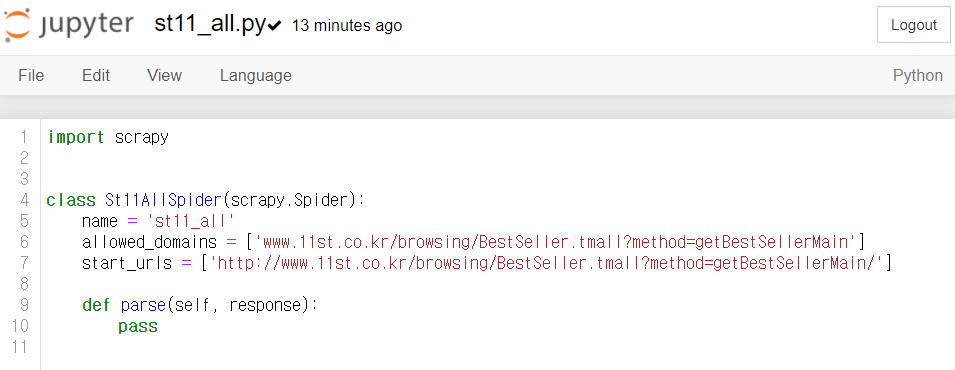 jupyter st11_all.py✔ 13 minutes ago Logout
File Edit View Language Python
1 import scrapy
2
3
4 class St11AllSpider(scrapy.Spider):
5     name = 'st11_all'
6     allowed_domains = ['www.11st.co.kr/browsing/BestSeller.tmall?method=getBestSellerMain']
7     start_urls = ['http://www.11st.co.kr/browsing/BestSeller.tmall?method=getBestSellerMain/']
8
9     def parse(self, response):
10         pass
11